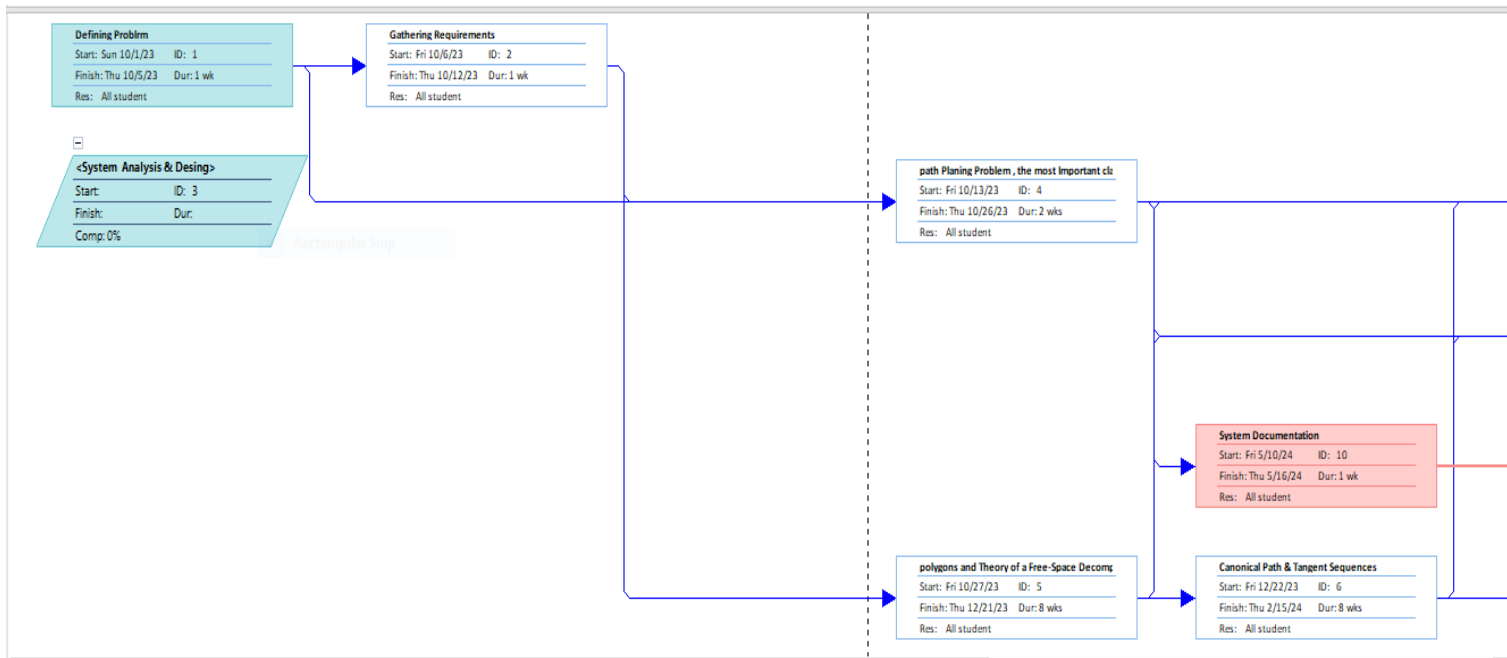 Defining Problrm
Start: Sun 10/1/23 ID: 1
Finish: Thu 10/5/23 Dur: 1 wk
Res: All student
Gathering Requirements
Start: Fri 10/6/23 ID: 2
Finish: Thu 10/12/23 Dur: 1 wk
Res: All student
<System Analysis & Desing>
Start: ID: 3
Finish: Dur:
Comp: 0%
Rectangular Snip
path Planing Problem , the most Important cla
Start: Fri 10/13/23 ID: 4
Finish: Thu 10/26/23 Dur: 2 wks
Res: All student
System Documentation
Start: Fri 5/10/24 ID: 10
Finish: Thu 5/16/24 Dur: 1 wk
Res: All student
polygons and Theory of a Free-Space Decomp
Start: Fri 10/27/23 ID: 5
Finish: Thu 12/21/23 Dur: 8 wks
Res: All student
Canonical Path & Tangent Sequences
Start: Fri 12/22/23 ID: 6
Finish: Thu 2/15/24 Dur: 8 wks
Res: All student